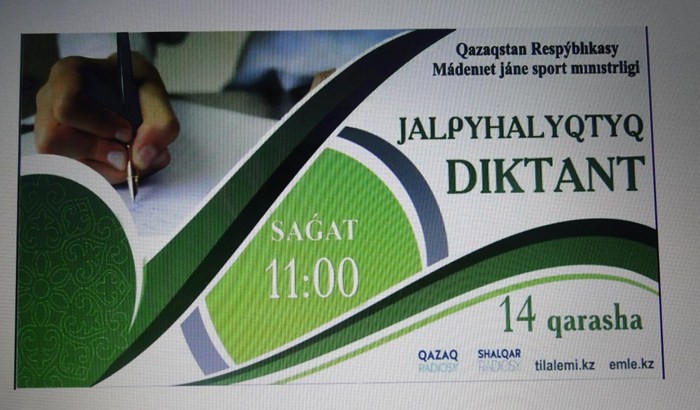 Qazaqstan Respýblıkasy
Mádenıet jáne sport mınıstrligi
JALPYHALYQTYQ
DIKTANT
SAǴAT
11:00
14 qarasha
QAZAQ RADIOSY
SHALQAR RADIOSY
tilalemi.kz
emle.kz